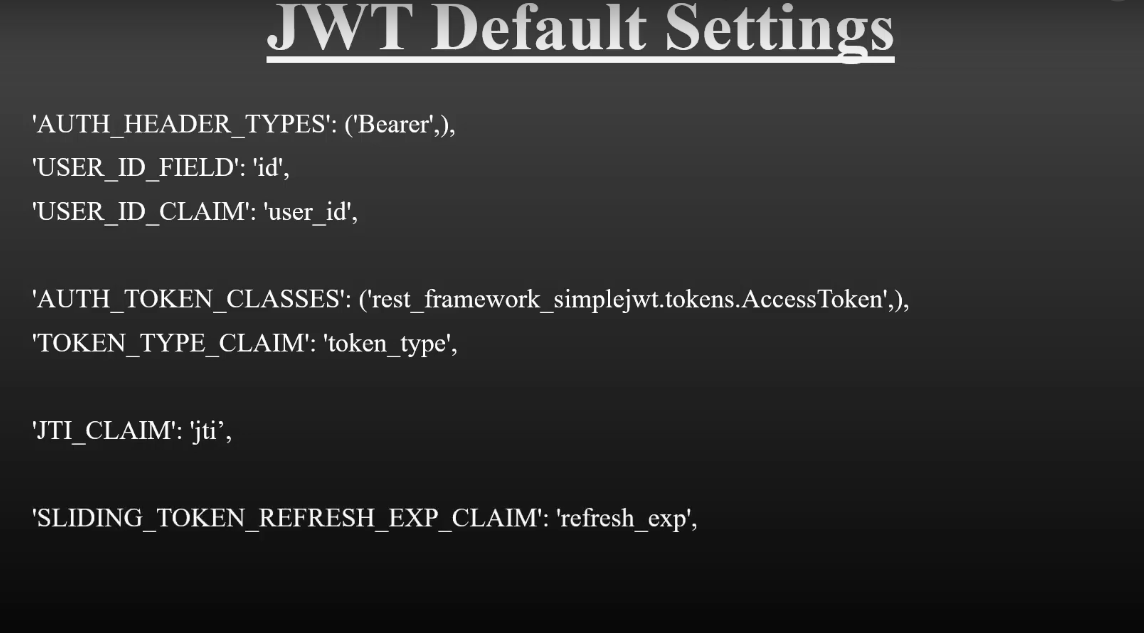 JWT Default Settings
'AUTH_HEADER_TYPES': ('Bearer',),
'USER_ID_FIELD': 'id',
'USER_ID_CLAIM': 'user_id',
'AUTH_TOKEN_CLASSES': ('rest_framework_simplejwt.tokens.AccessToken',),
'TOKEN_TYPE_CLAIM': 'token_type',
'JTI_CLAIM': 'jti’,
'SLIDING_TOKEN_REFRESH_EXP_CLAIM': 'refresh_exp',